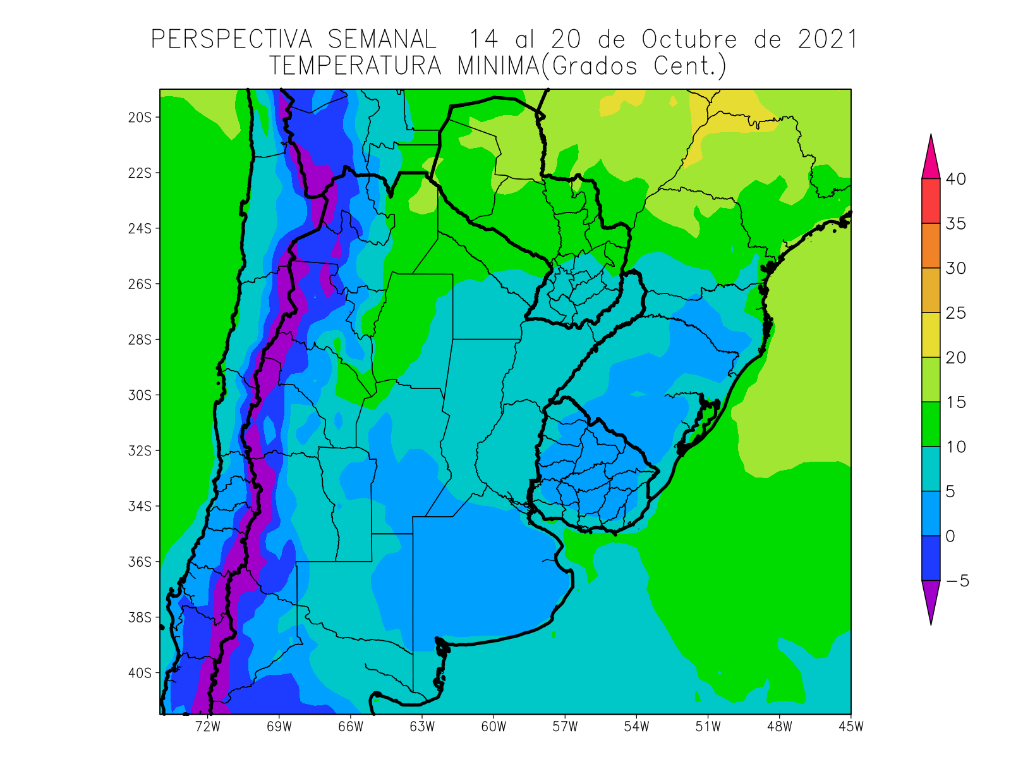 PERSPECTIVA SEMANAL 14 al 20 de Octubre de 2021
TEMPERATURA MINIMA(Grados Cent.)
20S
22S
24S
26S
28S
30S
32S
34S
36S
38S
40S
72W 69W 66W 63W 60W 57W 54W 51W 48W 45W
40
35
30
25
20
15
10
5
0
−5